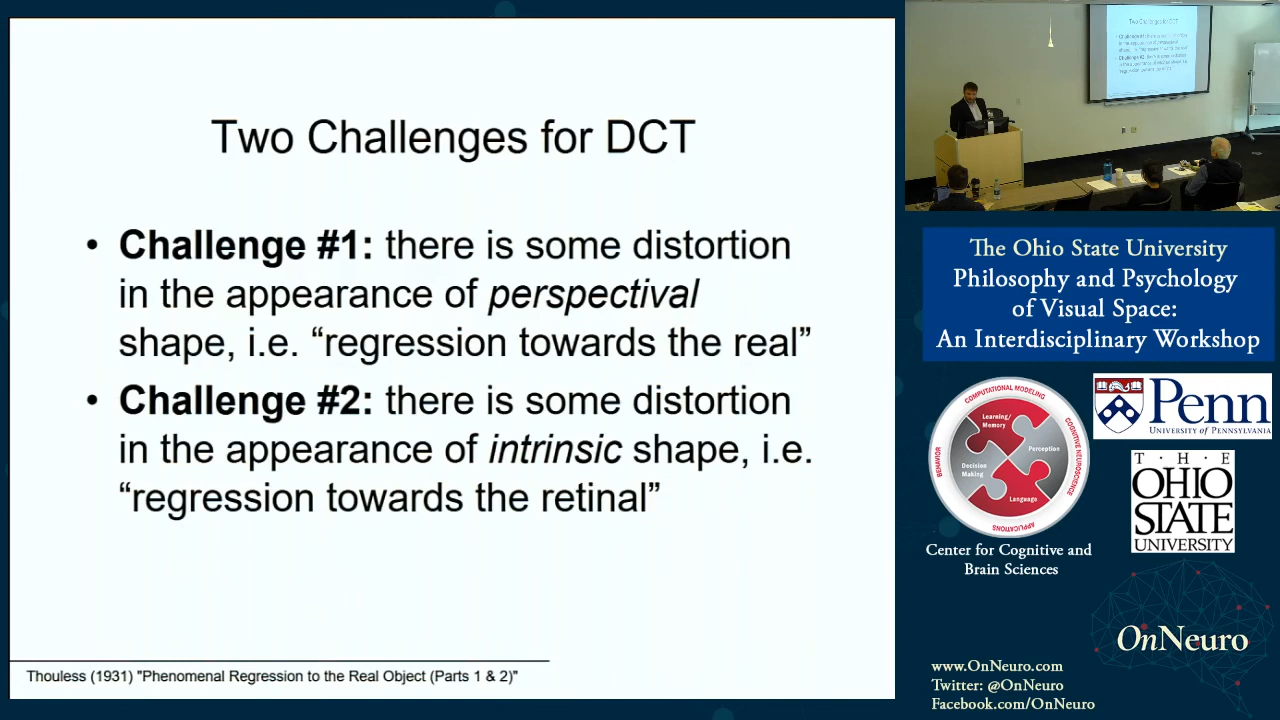 Two Challenges for DCT
• Challenge #1: there is some distortion
in the appearance of perspectival
shape, i.e. “regression towards the real”
• Challenge #2: there is some distortion
in the appearance of intrinsic shape, i.e.
“regression towards the retinal”
Thouless (1931) "Phenomenal Regression to the Real Object (Parts 1 & 2)"
Two Challenges for DCT
The Ohio State University
Philosophy and Psychology
of Visual Space:
An Interdisciplinary Workshop
COMPUTATIONAL MODELING
COGNITIVE NEUROSCIENCE
APPLICATIONS
BEHAVIOR
Learning/
Memory
Perception
Decision
Making
Language
Center for Cognitive and
Brain Sciences
Penn
UNIVERSITY OF PENNSYLVANIA
T · H · E
OHIO
STATE
UNIVERSITY
OnNeuro
www.OnNeuro.com
Twitter: @OnNeuro
Facebook.com/OnNeuro